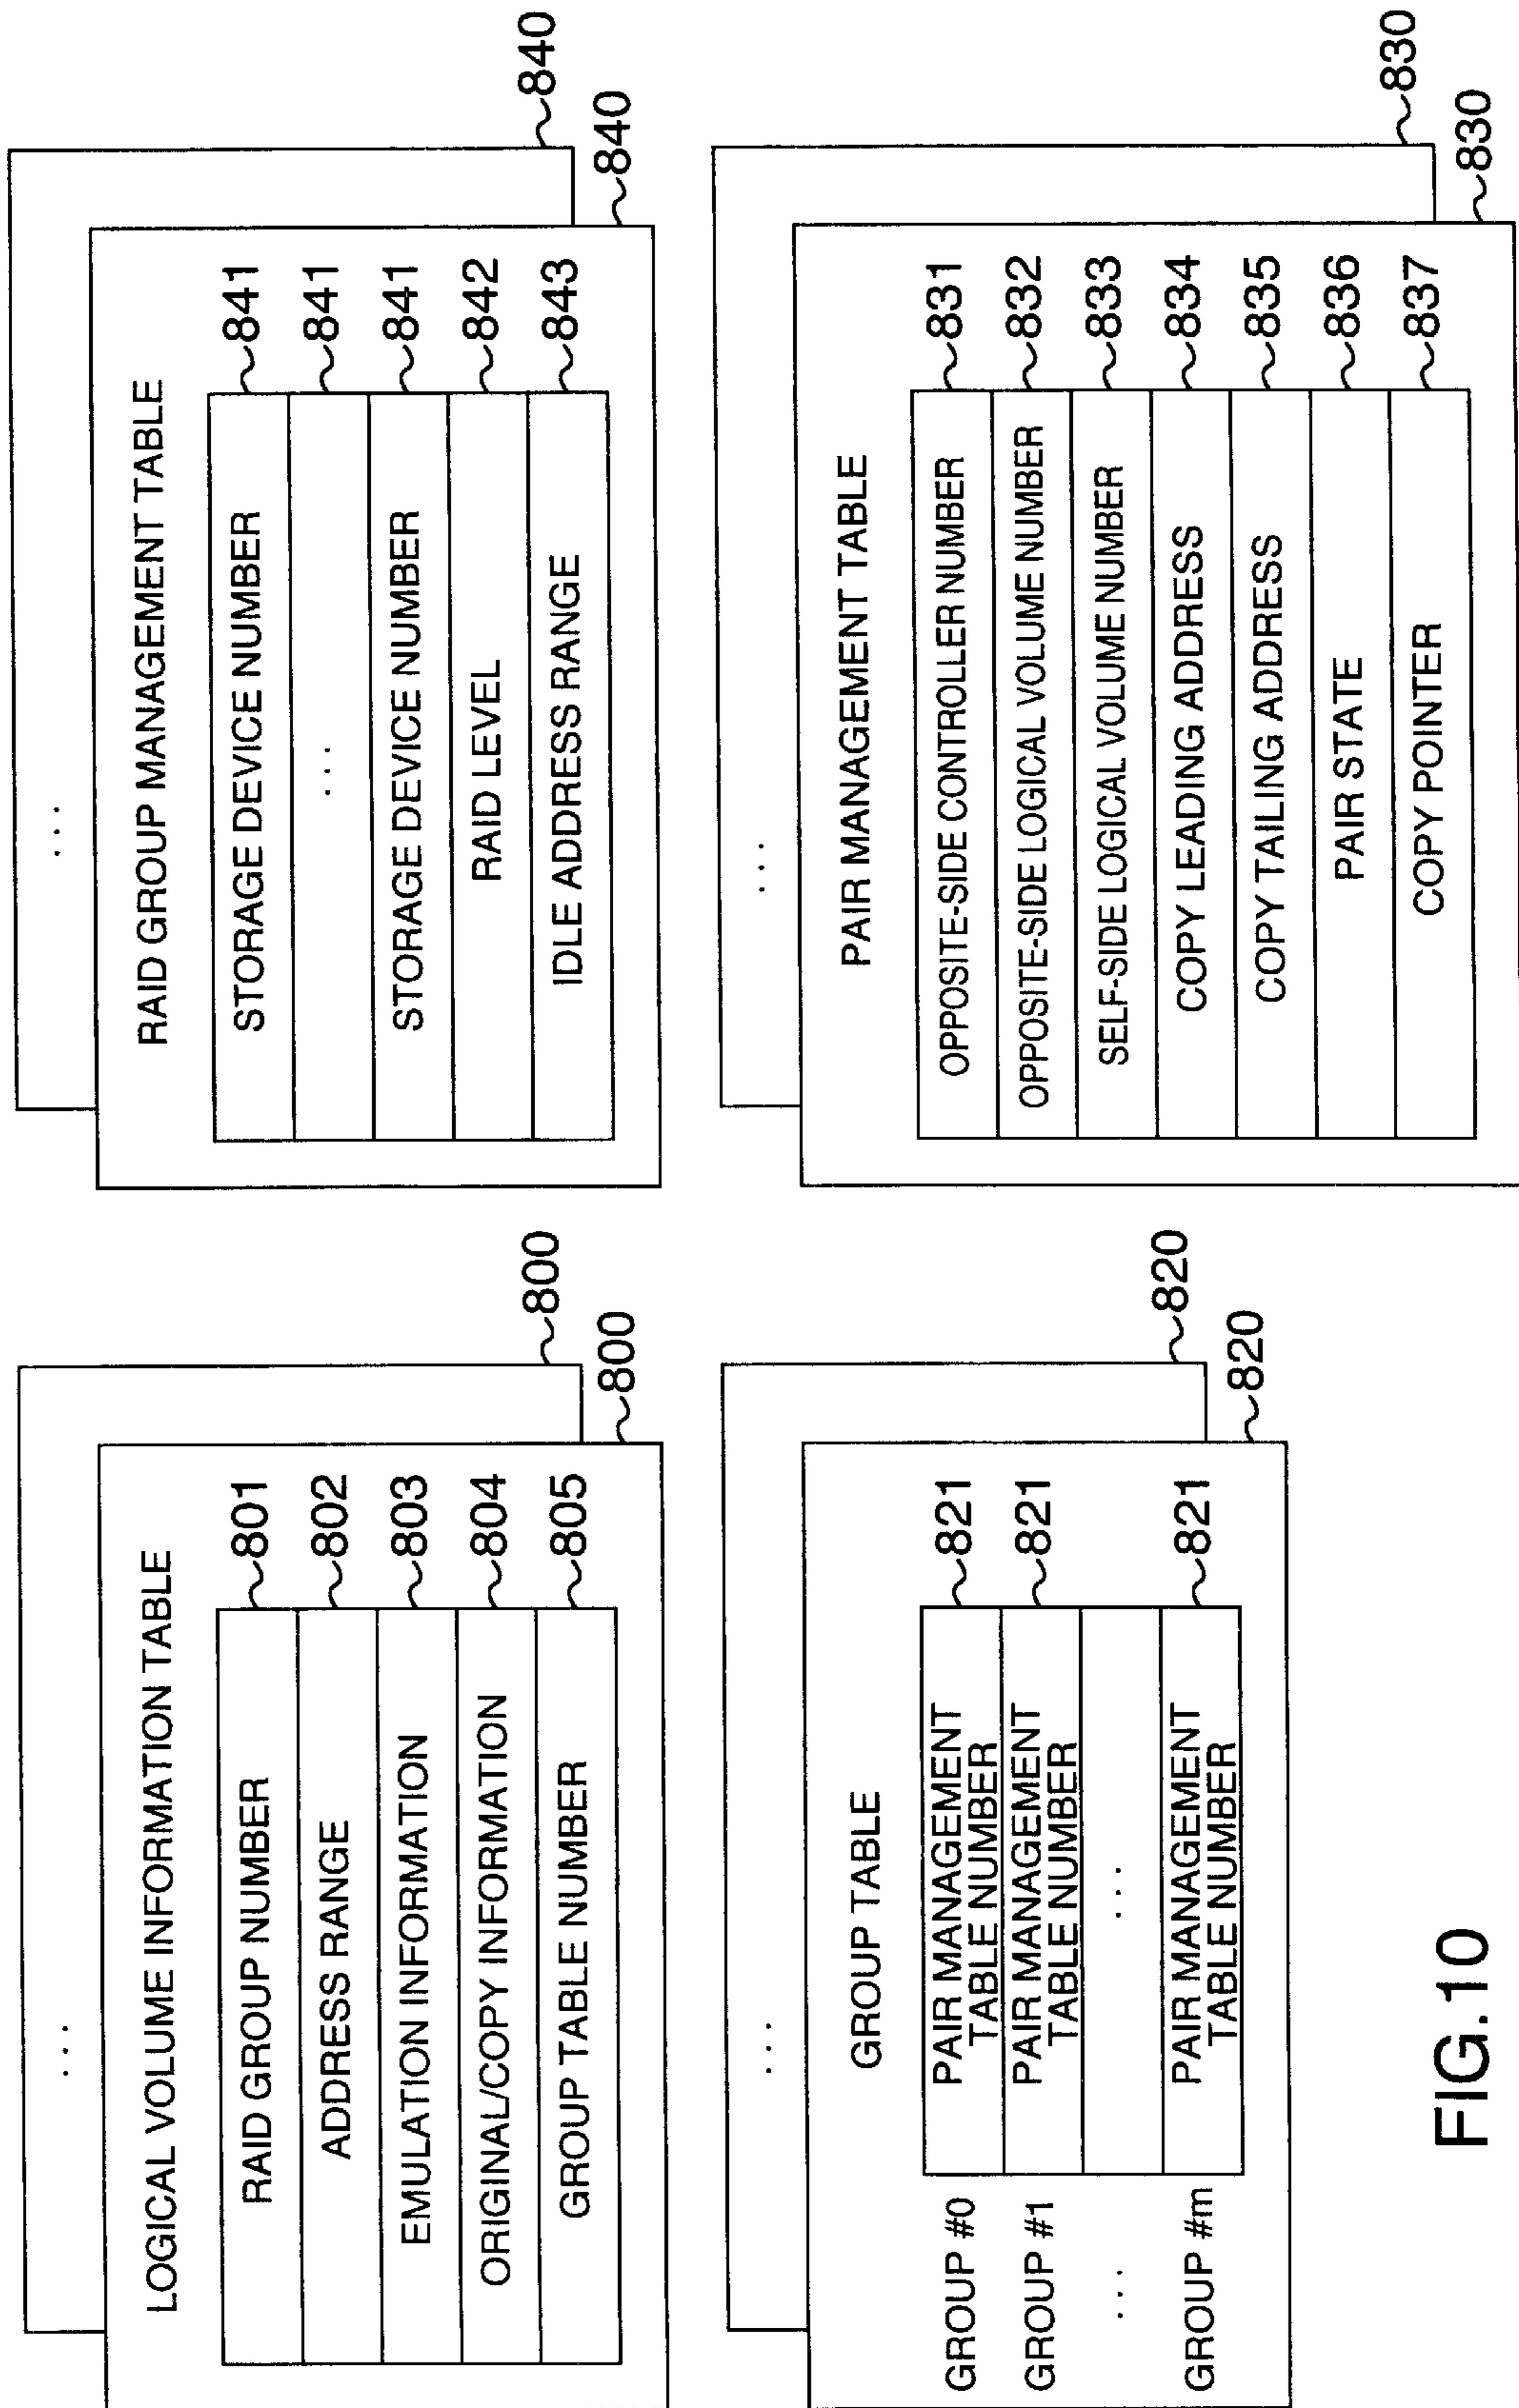 ...
LOGICAL VOLUME INFORMATION TABLE
RAID GROUP NUMBER ~801
ADDRESS RANGE ~802
EMULATION INFORMATION ~803
ORIGINAL/COPY INFORMATION ~804
GROUP TABLE NUMBER ~805
~800
~800
...
RAID GROUP MANAGEMENT TABLE
STORAGE DEVICE NUMBER ~841
... ~841
STORAGE DEVICE NUMBER ~841
RAID LEVEL ~842
IDLE ADDRESS RANGE ~843
~840
~840
...
GROUP TABLE
GROUP #0 PAIR MANAGEMENT ~821
TABLE NUMBER
GROUP #1 PAIR MANAGEMENT ~821
TABLE NUMBER
... ...
GROUP #m PAIR MANAGEMENT ~821
TABLE NUMBER
~820
~820
...
PAIR MANAGEMENT TABLE
OPPOSITE-SIDE CONTROLLER NUMBER ~831
OPPOSITE-SIDE LOGICAL VOLUME NUMBER ~832
SELF-SIDE LOGICAL VOLUME NUMBER ~833
COPY LEADING ADDRESS ~834
COPY TAILING ADDRESS ~835
PAIR STATE ~836
COPY POINTER ~837
~830
~830
FIG.10